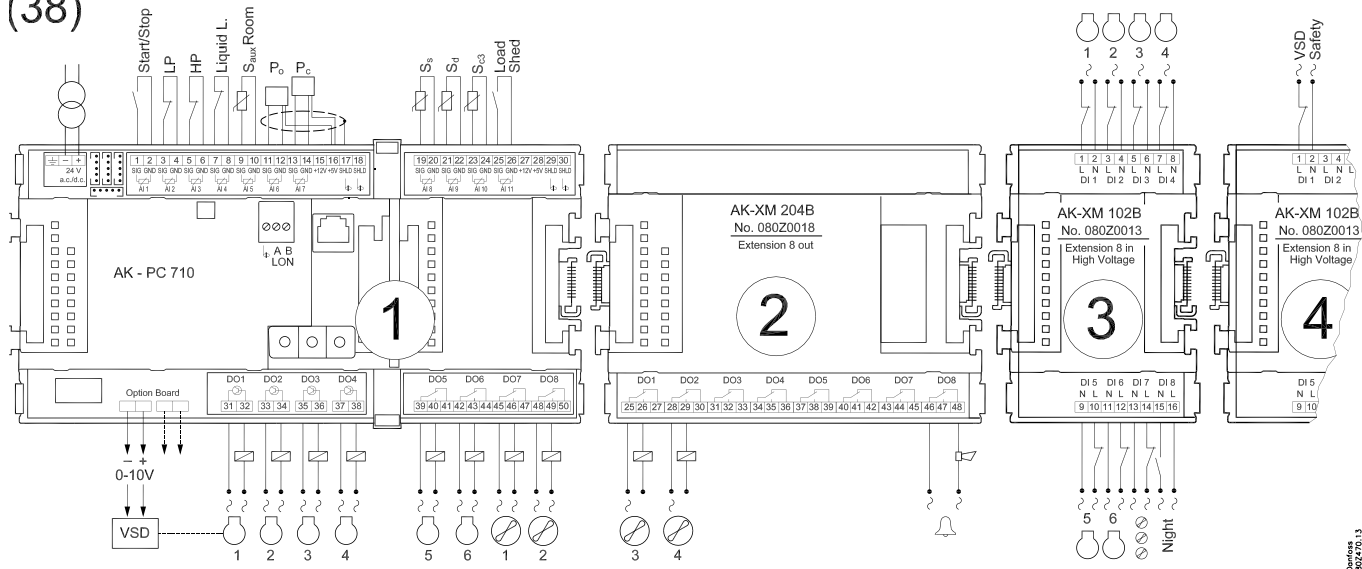 (38)
Start/Stop
LP
HP
Liquid L.
Saux Room
Po
Pc
Ss
Sd
Sc3
Load
Shed
1 2 3 4
VSD
Safety
24 V
a.c./d.c.
1 2 3 4 5 6 7 8 9 10 11 12 13 14 15 16 17 18
SIG GND SIG GND SIG GND SIG GND SIG GND SIG GND SIG GND +12V +5V SHLD SHLD
AI 1 AI 2 AI 3 AI 4 AI 5 AI 6 AI 7
19 20 21 22 23 24 25 26 27 28 29 30
SIG GND SIG GND SIG GND SIG GND +12V +5V SHLD SHLD
AI 8 AI 9 AI 10 AI 11
1 2 3 4 5 6 7 8
L N L N L N L N
DI 1 DI 2 DI 3 DI 4
1 2 3 4
L N L N
DI 1 DI 2
AK - PC 710
A B
LON
1
AK-XM 204B
No. 080Z0018
Extension 8 out
2
AK-XM 102B
No. 080Z0013
Extension 8 in
High Voltage
3
AK-XM 102B
No. 080Z0013
Extension 8 in
High Voltage
4
Option Board
DO1 DO2 DO3 DO4
31 32 33 34 35 36 37 38
DO5 DO6 DO7 DO8
39 40 41 42 43 44 45 46 47 48 49 50
DO1 DO2 DO3 DO4 DO5 DO6 DO7 DO8
25 26 27 28 29 30 31 32 33 34 35 36 37 38 39 40 41 42 43 44 45 46 47 48
DI 5 DI 6 DI 7 DI 8
N L N L N L N L
9 10 11 12 13 14 15 16
DI 5
N L
9 10
- +
0-10V
VSD
1 2 3 4
5 6 1 2
3 4
5 6
Night
Danfoss
80Z470.13